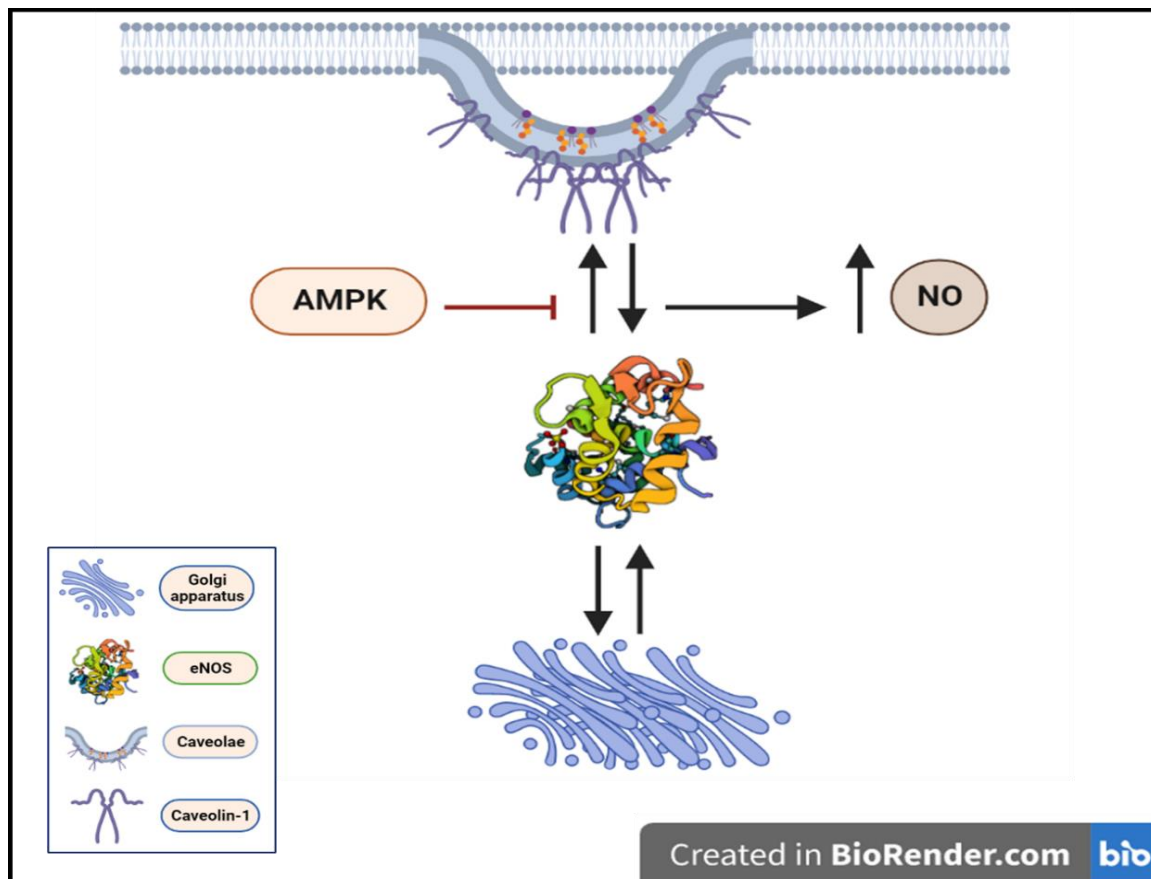 AMPK
NO
Golgi
apparatus
eNOS
Caveolae
Caveolin-1
Created in BioRender.com bio